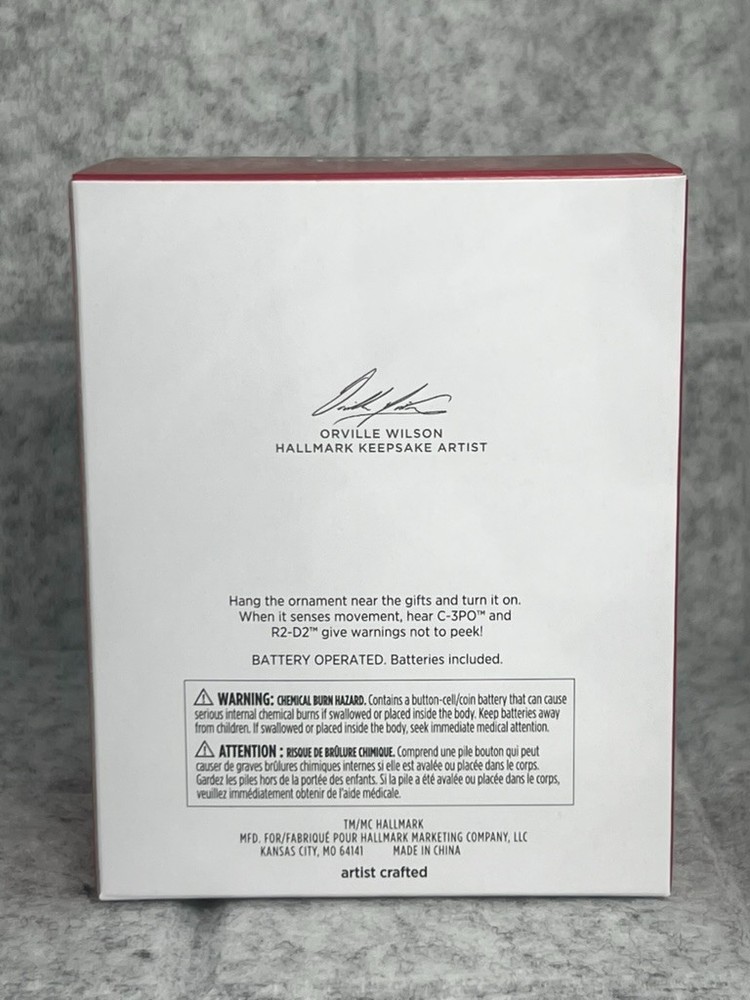 ORVILLE WILSON
HALLMARK KEEPSAKE ARTIST
Hang the ornament near the gifts and turn it on.
When it senses movement, hear C-3PO™ and
R2-D2™ give warnings not to peek!
BATTERY OPERATED. Batteries included.
⚠ WARNING: CHEMICAL BURN HAZARD. Contains a button-cell/coin battery that can cause
serious internal chemical burns if swallowed or placed inside the body. Keep batteries away
from children. If swallowed or placed inside the body, seek immediate medical attention.
⚠ ATTENTION : RISQUE DE BRÛLURE CHIMIQUE. Comprend une pile bouton qui peut
causer de graves brûlures chimiques internes si elle est avalée ou placée dans le corps.
Gardez les piles hors de la portée des enfants. Si la pile a été avalée ou placée dans le corps,
veuillez immédiatement obtenir de l'aide médicale.
TM/MC HALLMARK
MFD. FOR/FABRIQUÉ POUR HALLMARK MARKETING COMPANY, LLC
KANSAS CITY, MO 64141 MADE IN CHINA
artist crafted